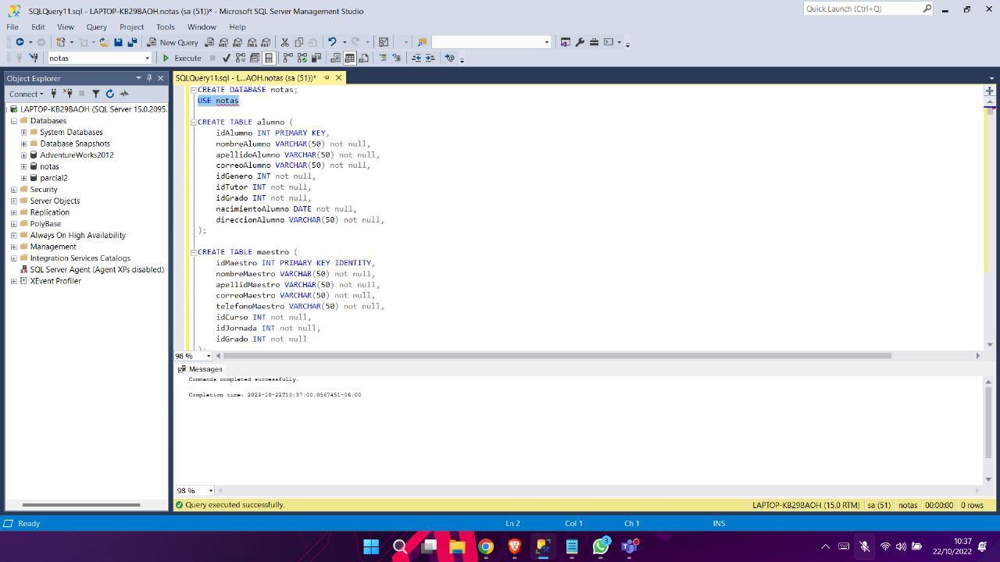 SQLQuery11.sql - LAPTOP-KB29BAOH.notas (sa (51))* - Microsoft SQL Server Management Studio
Quick Launch (Ctrl+Q)
File Edit View Query Project Tools Window Help
New Query
notas Execute
Object Explorer
SQLQuery11.sql - L...AOH.notas (sa (51))*
Connect
LAPTOP-KB29BAOH (SQL Server 15.0.2095.
Databases
System Databases
Database Snapshots
AdventureWorks2012
notas
parcial2
Security
Server Objects
Replication
PolyBase
Always On High Availability
Management
Integration Services Catalogs
SQL Server Agent (Agent XPs disabled)
XEvent Profiler
CREATE DATABASE notas;
USE notas
CREATE TABLE alumno (
idAlumno INT PRIMARY KEY,
nombreAlumno VARCHAR(50) not null,
apellidoAlumno VARCHAR(50) not null,
correoAlumno VARCHAR(50) not null,
idGenero INT not null,
idTutor INT not null,
idGrado INT not null,
nacimientoAlumno DATE not null,
direccionAlumno VARCHAR(50) not null,
);
CREATE TABLE maestro (
idMaestro INT PRIMARY KEY IDENTITY,
nombreMaestro VARCHAR(50) not null,
apellidMaestro VARCHAR(50) not null,
correoMaestro VARCHAR(50) not null,
telefonoMaestro VARCHAR(50) not null,
idCurso INT not null,
idJornada INT not null,
idGrado INT not null
);
98 %
Messages
Commands completed successfully.
Completion time: 2022-10-22T10:37:00.0567451-06:00
98 %
Query executed successfully. LAPTOP-KB29BAOH (15.0 RTM) sa (51) notas 00:00:00 0 rows
Ready Ln 2 Col 1 Ch 1 INS
3
10:37
22/10/2022